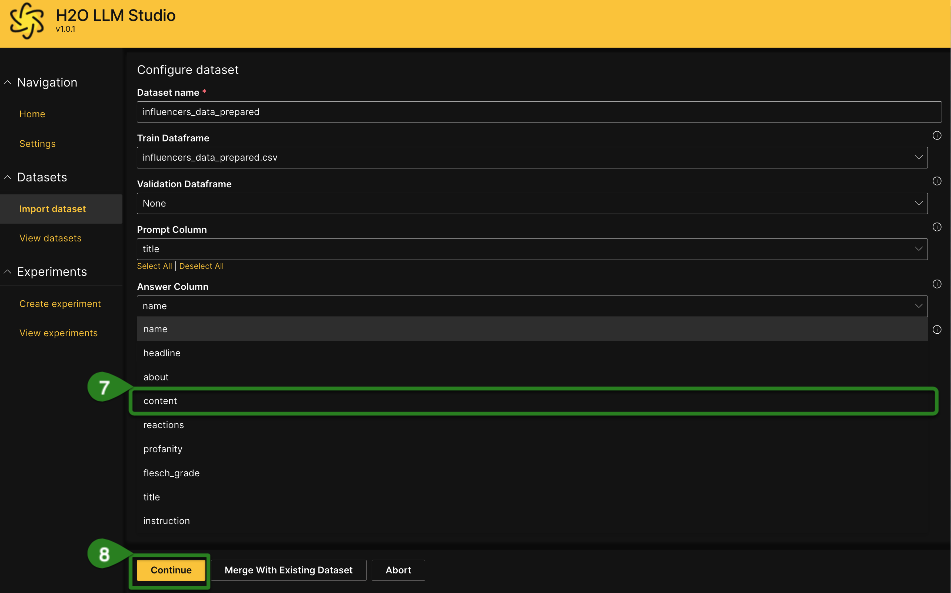 H2O LLM Studio
v1.0.1
Navigation
Home
Settings
Datasets
Import dataset
View datasets
Experiments
Create experiment
View experiments
Configure dataset
Dataset name *
influencers_data_prepared
Train Dataframe
influencers_data_prepared.csv
Validation Dataframe
None
Prompt Column
title
Select All | Deselect All
Answer Column
name
name
headline
about
7
content
reactions
profanity
flesch_grade
title
instruction
8
Continue Merge With Existing Dataset Abort